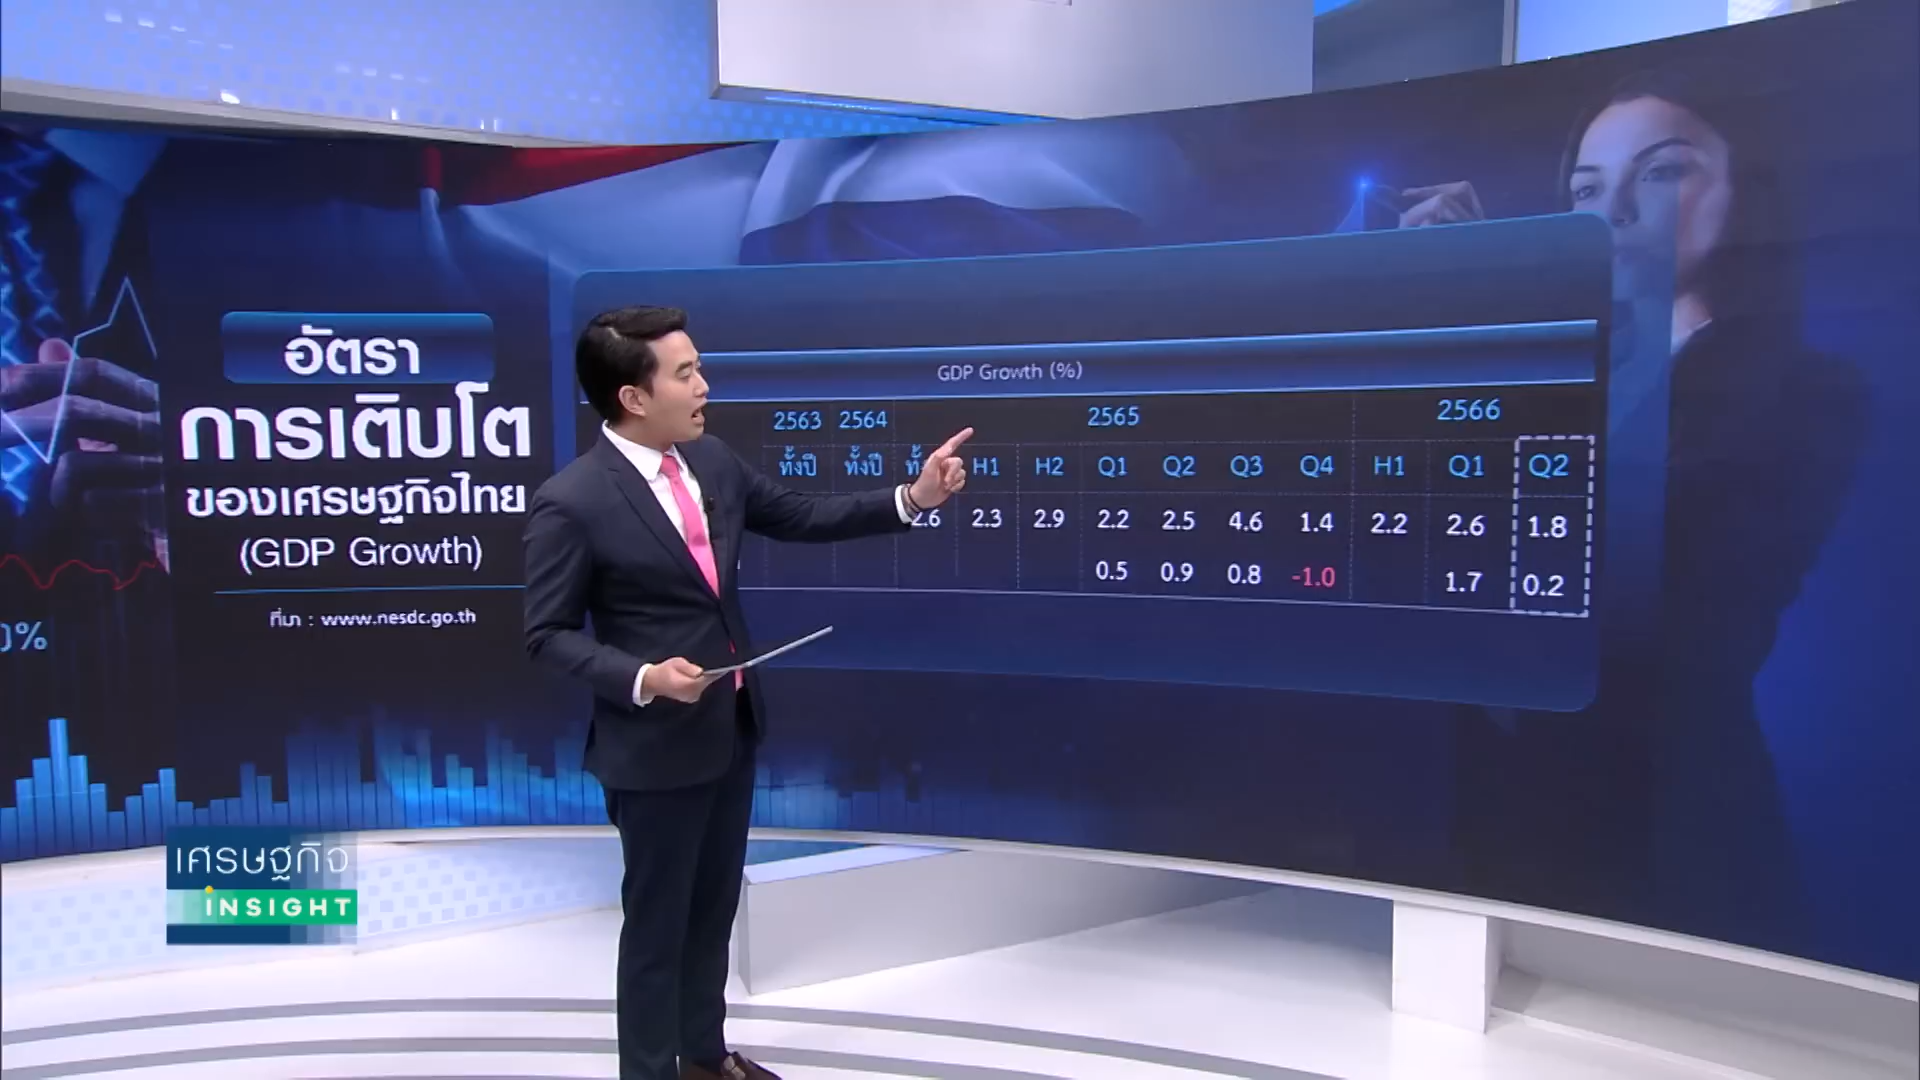 อัตรา
การเติบโต
ของเศรษฐกิจไทย
(GDP Growth)
ที่มา : www.nesdc.go.th
0%
GDP Growth (%)
2563 2564 2565 2566
ทั้งปี ทั้งปี H1 H2 Q1 Q2 Q3 Q4 H1 Q1 Q2
2.6 2.3 2.9 2.2 2.5 4.6 1.4 2.2 2.6 1.8
0.5 0.9 0.8 -1.0 1.7 0.2
เศรษฐกิจ
INSIGHT